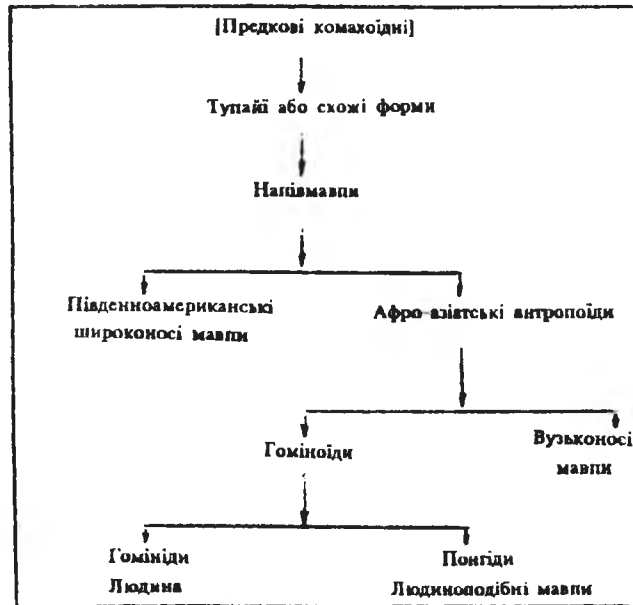 [Предкові комахоїдні]
Тупайї або схожі форми
Напівмавпи
Південноамериканські
широконосі мавпи
Афро-азіатські антропоїди
Гоміноїди
Вузьконосі
мавпи
Гомініди
Людина
Понгіди
Людиноподібні мавпи